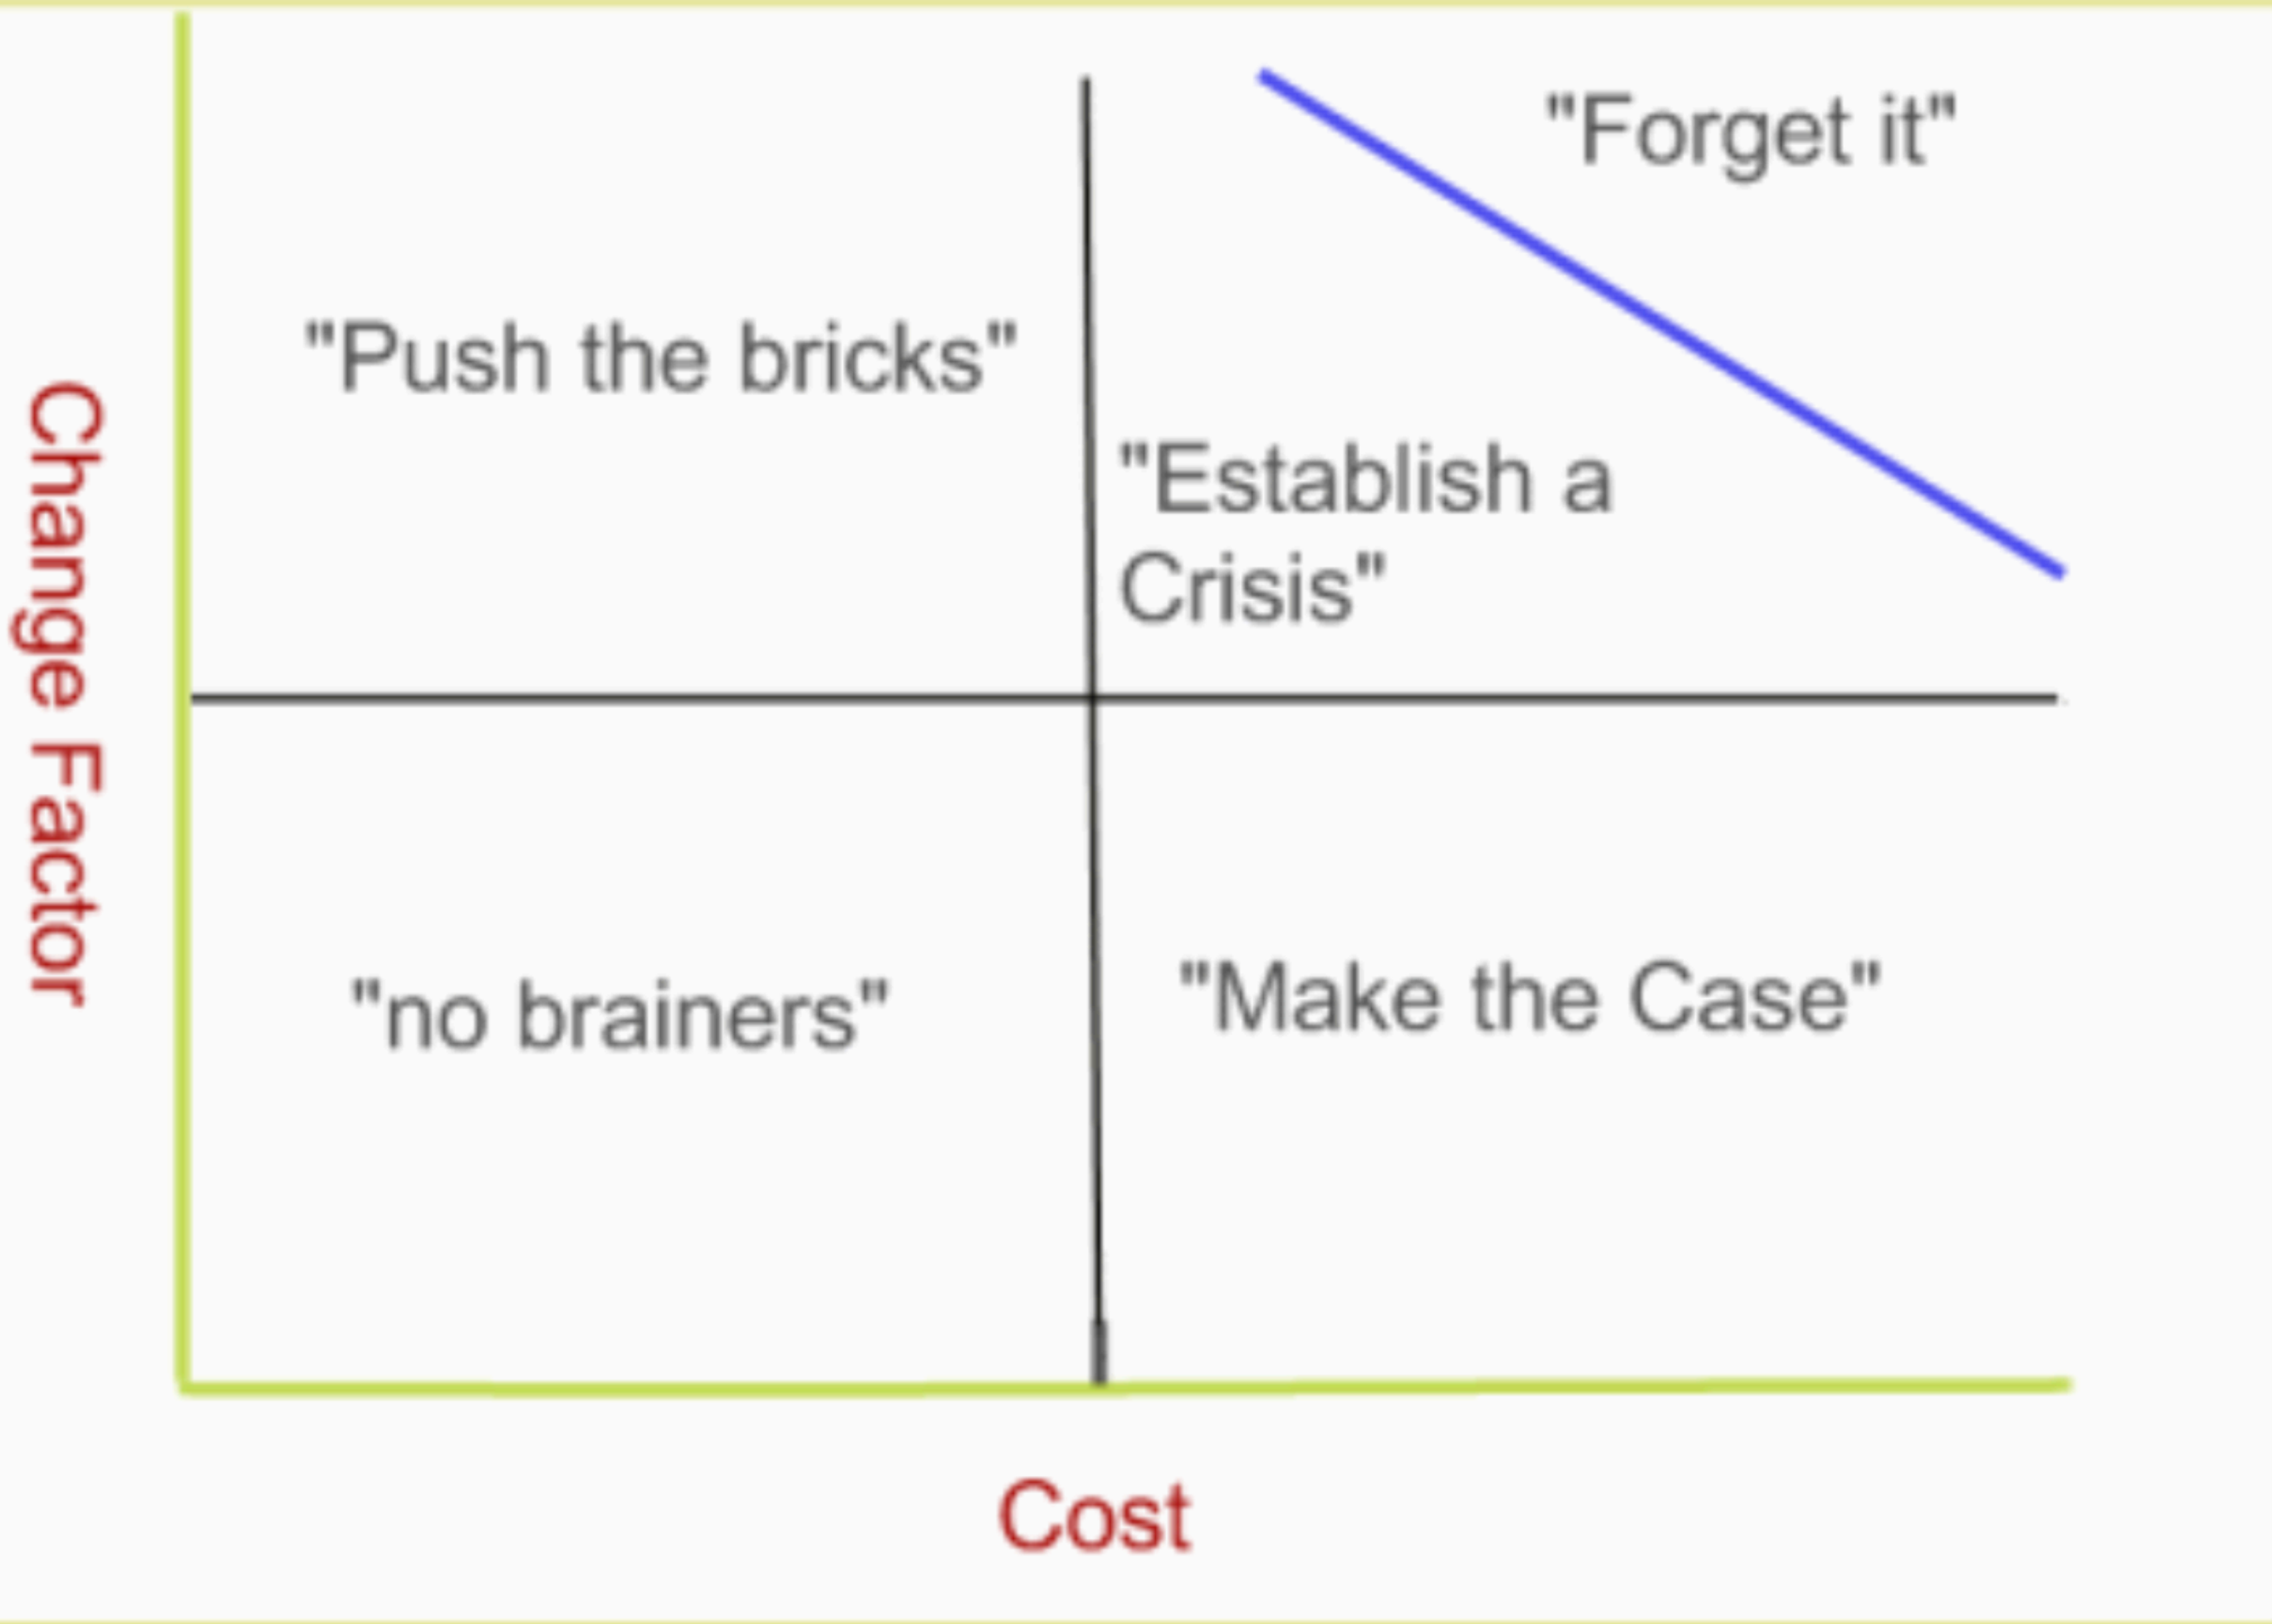 "Forget it"
"Push the bricks"
"Establish a
Crisis"
Change Factor
"no brainers"
"Make the Case"
Cost